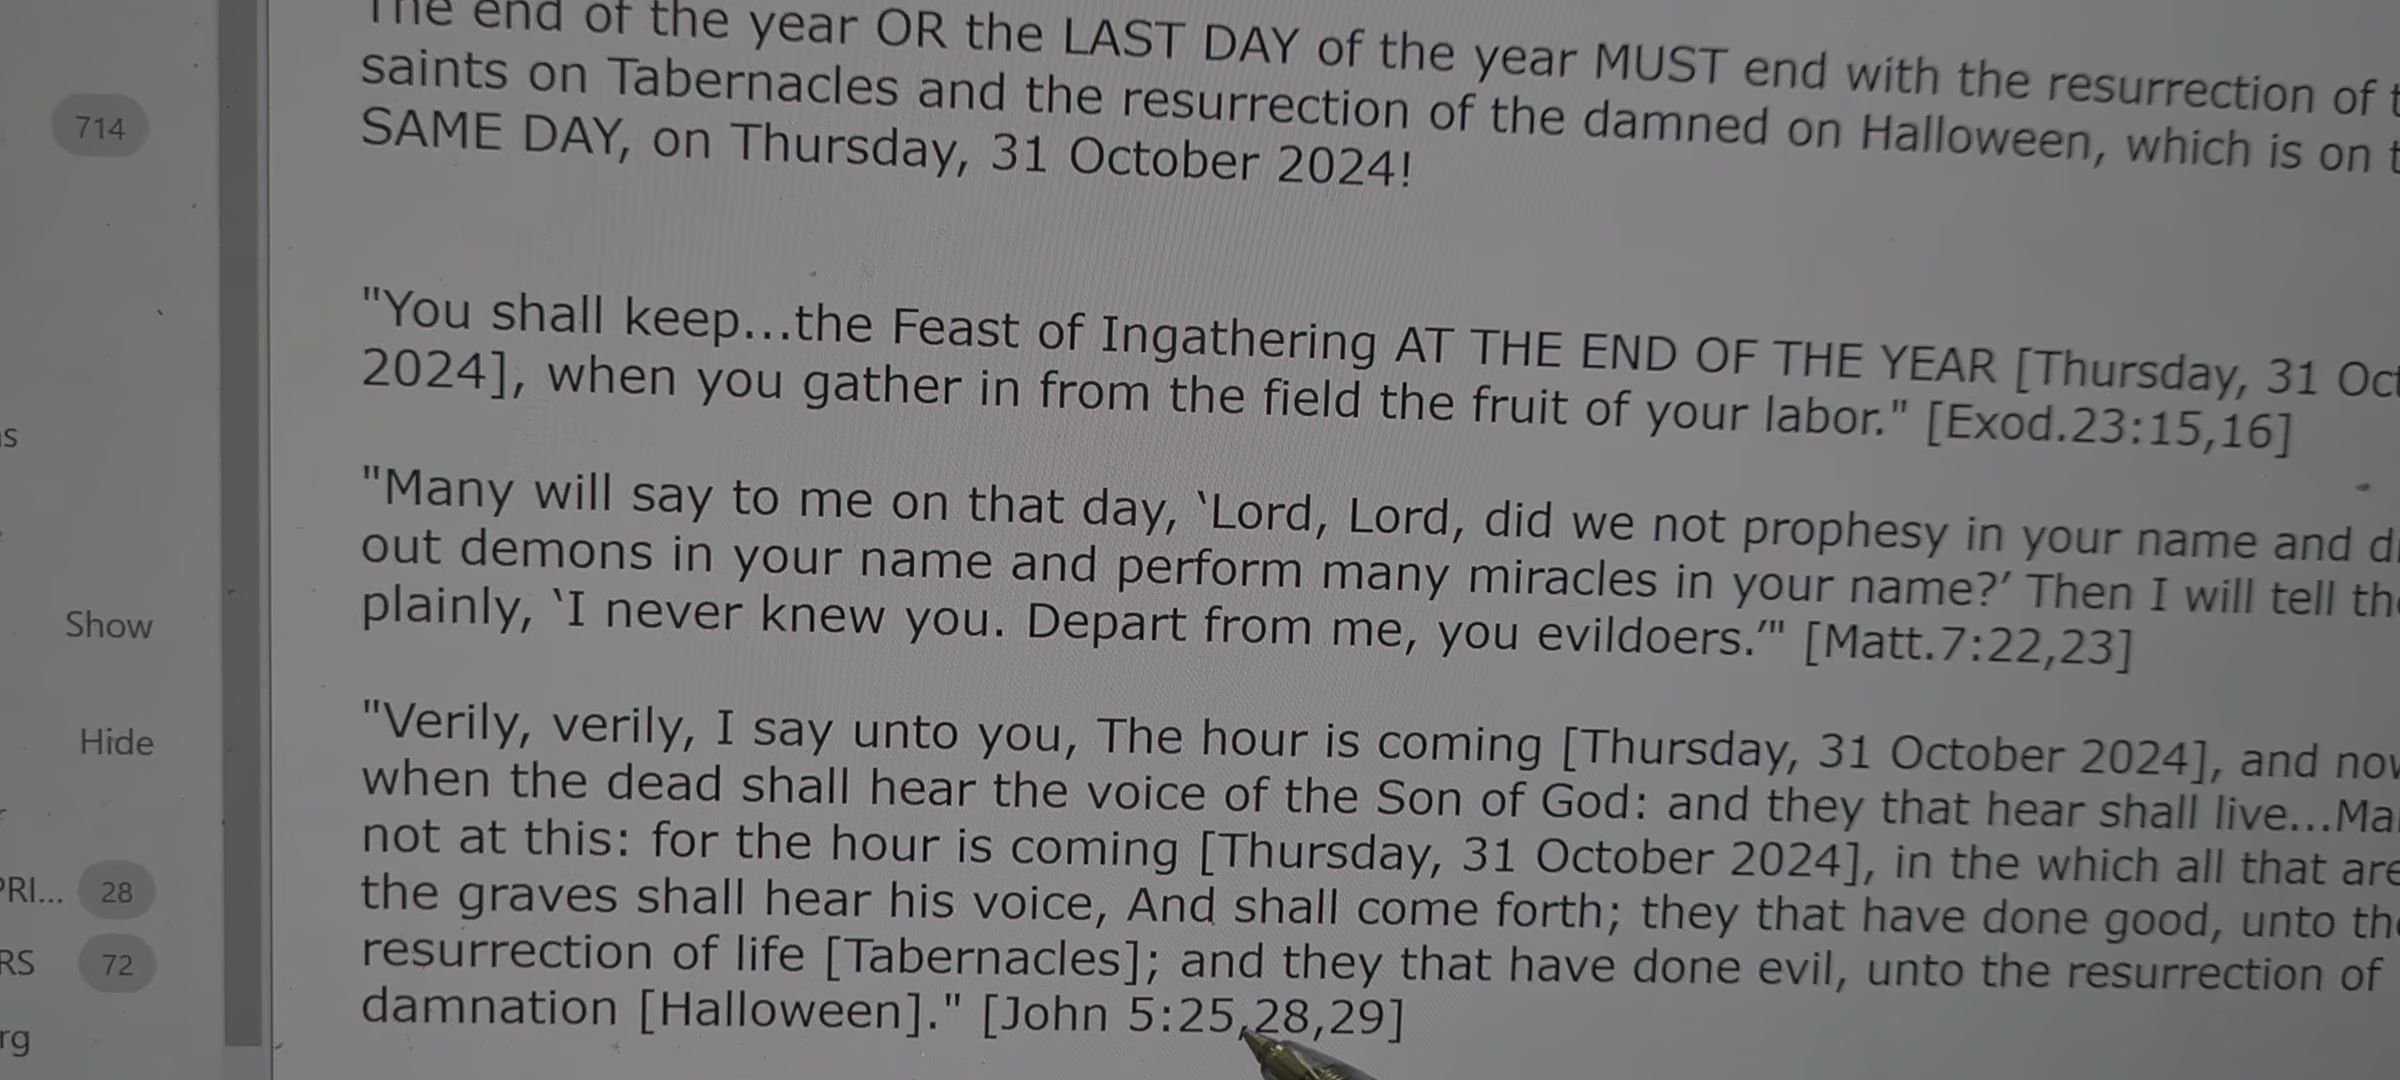 The end of the year OR the LAST DAY of the year MUST end with the resurrection of
saints on Tabernacles and the resurrection of the damned on Halloween, which is on
SAME DAY, on Thursday, 31 October 2024!
714
"You shall keep...the Feast of Ingathering AT THE END OF THE YEAR [Thursday, 31 Oct
2024], when you gather in from the field the fruit of your labor." [Exod.23:15,16]
"Many will say to me on that day, ‘Lord, Lord, did we not prophesy in your name and
out demons in your name and perform many miracles in your name?’ Then I will tell
plainly, ‘I never knew you. Depart from me, you evildoers.’" [Matt.7:22,23]
Show
Hide
"Verily, verily, I say unto you, The hour is coming [Thursday, 31 October 2024], and
when the dead shall hear the voice of the Son of God: and they that hear shall live...
not at this: for the hour is coming [Thursday, 31 October 2024], in the which all that are
the graves shall hear his voice, And shall come forth; they that have done good, unto
resurrection of life [Tabernacles]; and they that have done evil, unto the resurrection of
damnation [Halloween]." [John 5:25,28,29]
PRI... 28
RS 72
rg